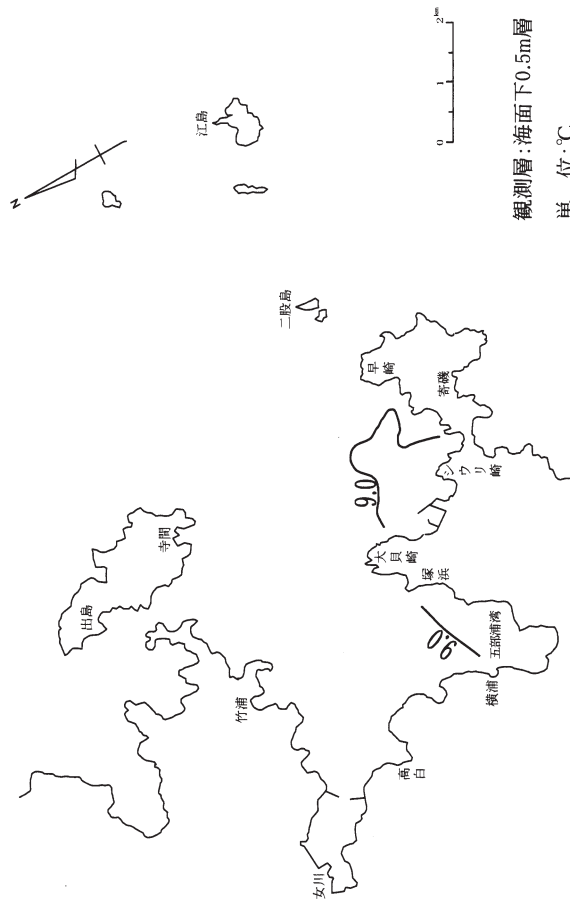 N
江島
二股島
早崎
寄磯
シウリ崎
9.0
大貝崎
塚浜
寺間
出島
9.0
五部浦湾
横浦
竹浦
高白
女川
0 1 2 km
観測層:海面下0.5m層
単 位:℃